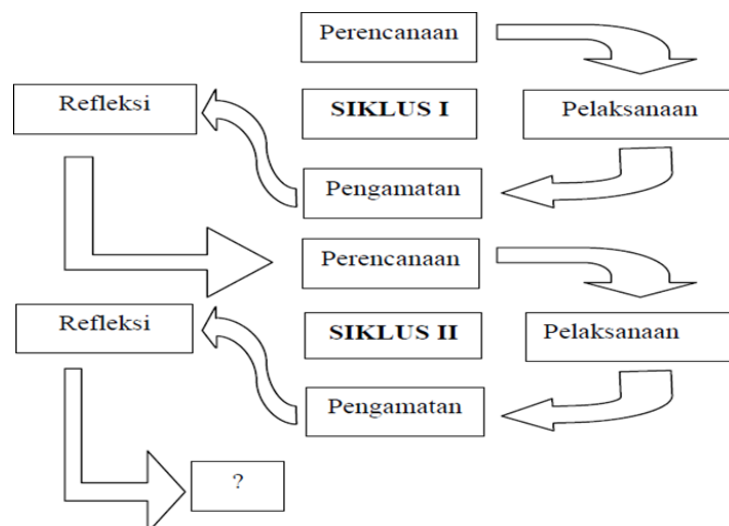 Perencanaan
Refleksi
SIKLUS I
Pelaksanaan
Pengamatan
Perencanaan
Refleksi
SIKLUS II
Pelaksanaan
Pengamatan
?